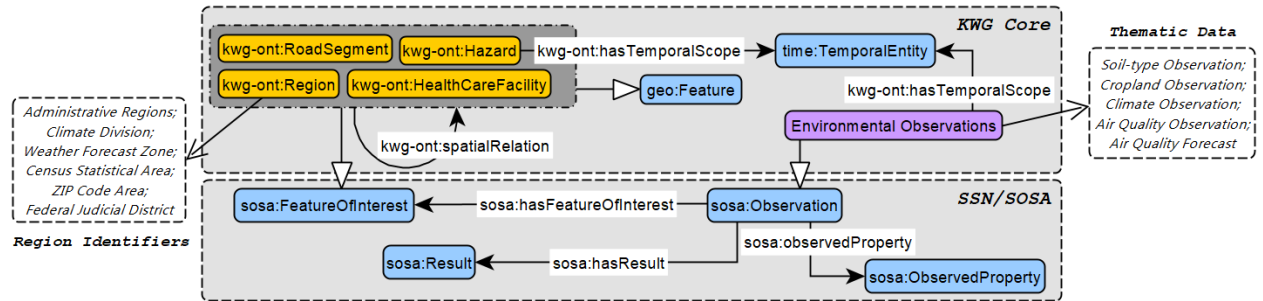 KWG Core
Thematic Data
kwg-ont:RoadSegment
kwg-ont:Hazard
kwg-ont:hasTemporalScope
time:TemporalEntity
kwg-ont:Region
kwg-ont:HealthCareFacility
geo:Feature
kwg-ont:hasTemporalScope
Soil-type Observation;
Cropland Observation;
Climate Observation;
Air Quality Observation;
Air Quality Forecast
Administrative Regions;
Climate Division;
Weather Forecast Zone;
Census Statistical Area;
ZIP Code Area;
Federal Judicial District
Region Identifiers
kwg-ont:spatialRelation
Environmental Observations
SSN/SOSA
sosa:FeatureOfInterest
sosa:hasFeatureOfInterest
sosa:Observation
sosa:observedProperty
sosa:Result
sosa:hasResult
sosa:ObservedProperty